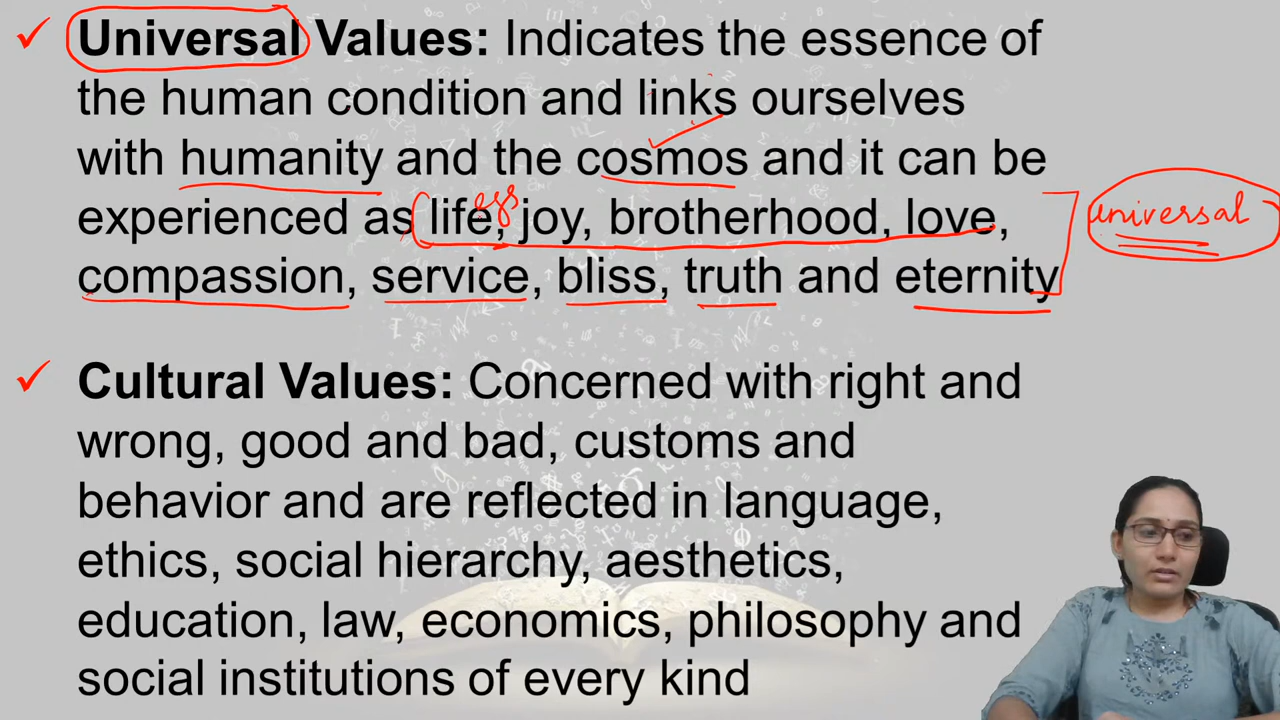 ✓ Universal Values: Indicates the essence of
the human condition and links ourselves
with humanity and the cosmos and it can be
experienced as life, joy, brotherhood, love,
universal
compassion, service, bliss, truth and eternity
✓ Cultural Values: Concerned with right and
wrong, good and bad, customs and
behavior and are reflected in language,
ethics, social hierarchy, aesthetics,
education, law, economics, philosophy and
social institutions of every kind